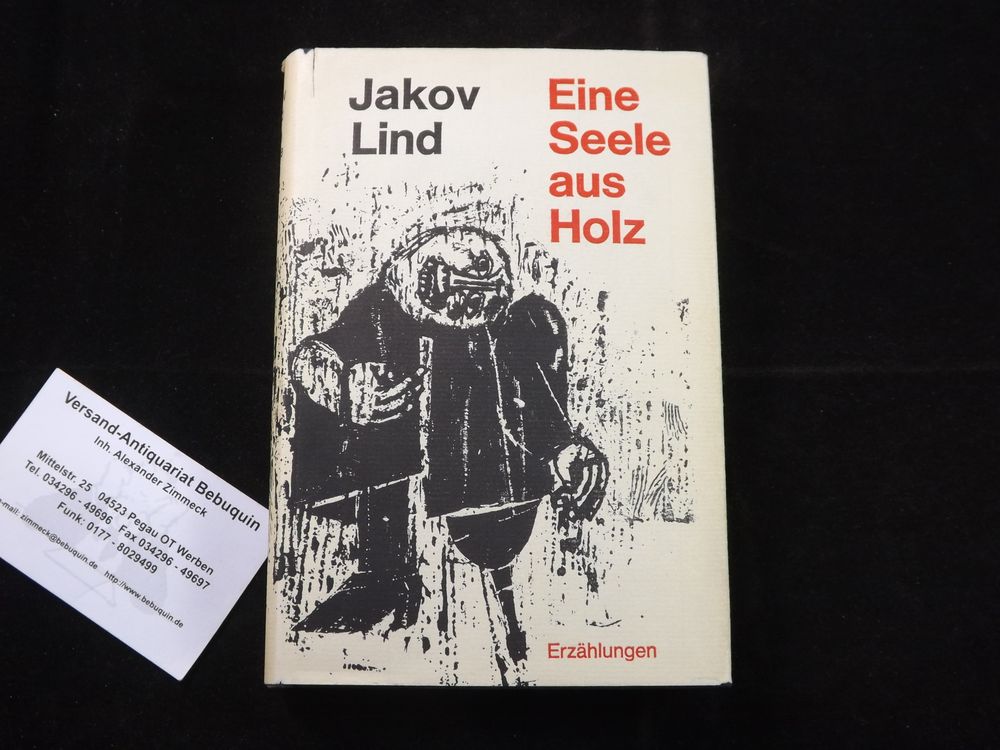 Jakov
Lind
Eine
Seele
aus
Holz
Erzählungen
Versand-Antiquariat Bebuquin
Inh. Alexander Zimmeck
Mittelstr. 25 04523 Pegau OT Werben
Tel. 034296 - 49696 Fax 034296 - 49697
Funk: 0177 - 8029499
e-mail: zimmeck@bebuquin.de http://www.bebuquin.de